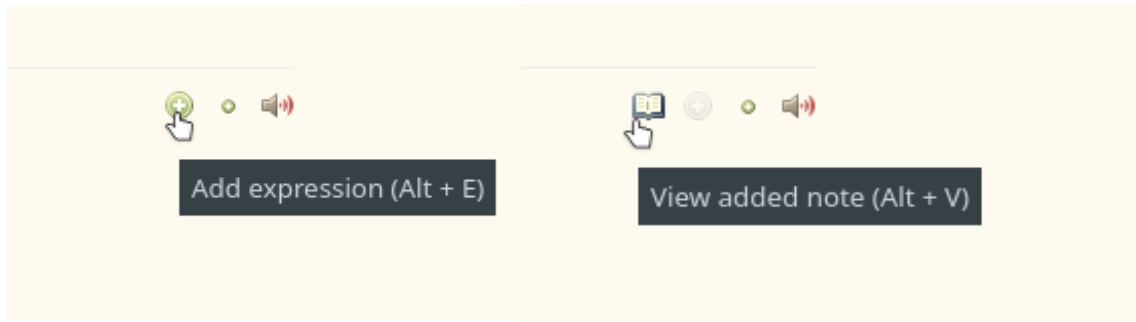 Add expression (Alt + E)
View added note (Alt + V)